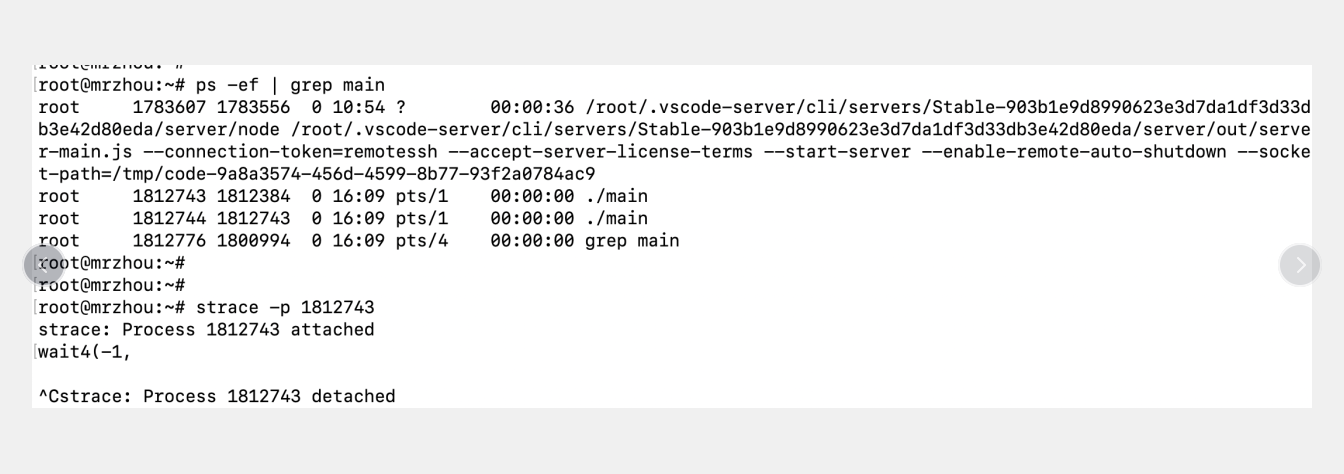 [root@mrzhou:~# ps -ef | grep main
root     1783607 1783556  0 10:54 ?        00:00:36 /root/.vscode-server/cli/servers/Stable-903b1e9d8990623e3d7da1df3d33d
b3e42d80eda/server/node /root/.vscode-server/cli/servers/Stable-903b1e9d8990623e3d7da1df3d33db3e42d80eda/server/out/serve
r-main.js --connection-token=remotessh --accept-server-license-terms --start-server --enable-remote-auto-shutdown --socke
t-path=/tmp/code-9a8a3574-456d-4599-8b77-93f2a0784ac9
root     1812743 1812384  0 16:09 pts/1    00:00:00 ./main
root     1812744 1812743  0 16:09 pts/1    00:00:00 ./main
root     1812776 1800994  0 16:09 pts/4    00:00:00 grep main
[root@mrzhou:~#
[root@mrzhou:~#
[root@mrzhou:~# strace -p 1812743
strace: Process 1812743 attached
[wait4(-1,
^Cstrace: Process 1812743 detached